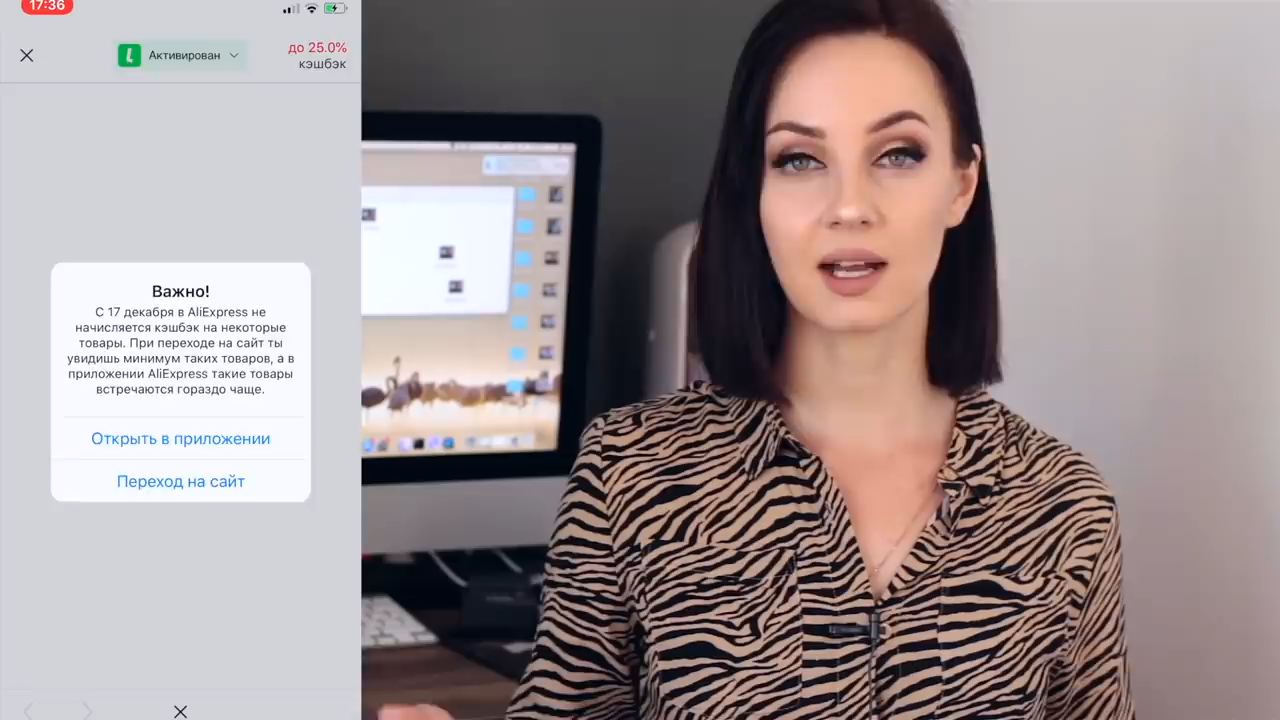 17:36
Активирован
до 25.0%
кэшбэк
Важно!
С 17 декабря в AliExpress не
начисляется кэшбэк на некоторые
товары. При переходе на сайт ты
увидишь минимум таких товаров, а в
приложении AliExpress такие товары
встречаются гораздо чаще.
Открыть в приложении
Переход на сайт